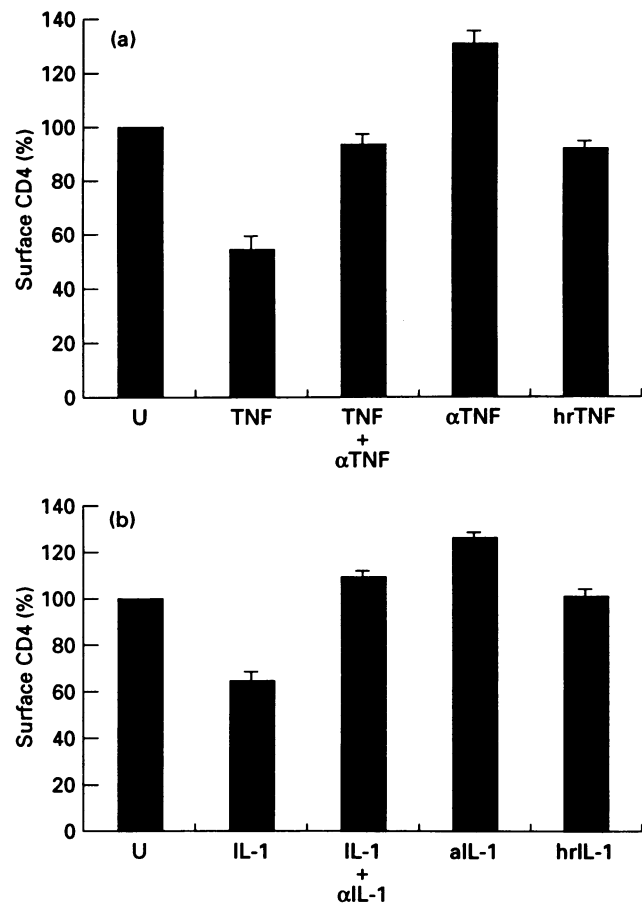 (a)
Surface CD4 (%)
140
120
100
80
60
40
20
0
U TNF TNF + αTNF αTNF hrTNF
(b)
Surface CD4 (%)
140
120
100
80
60
40
20
0
U IL-1 IL-1 + αIL-1 aIL-1 hrIL-1